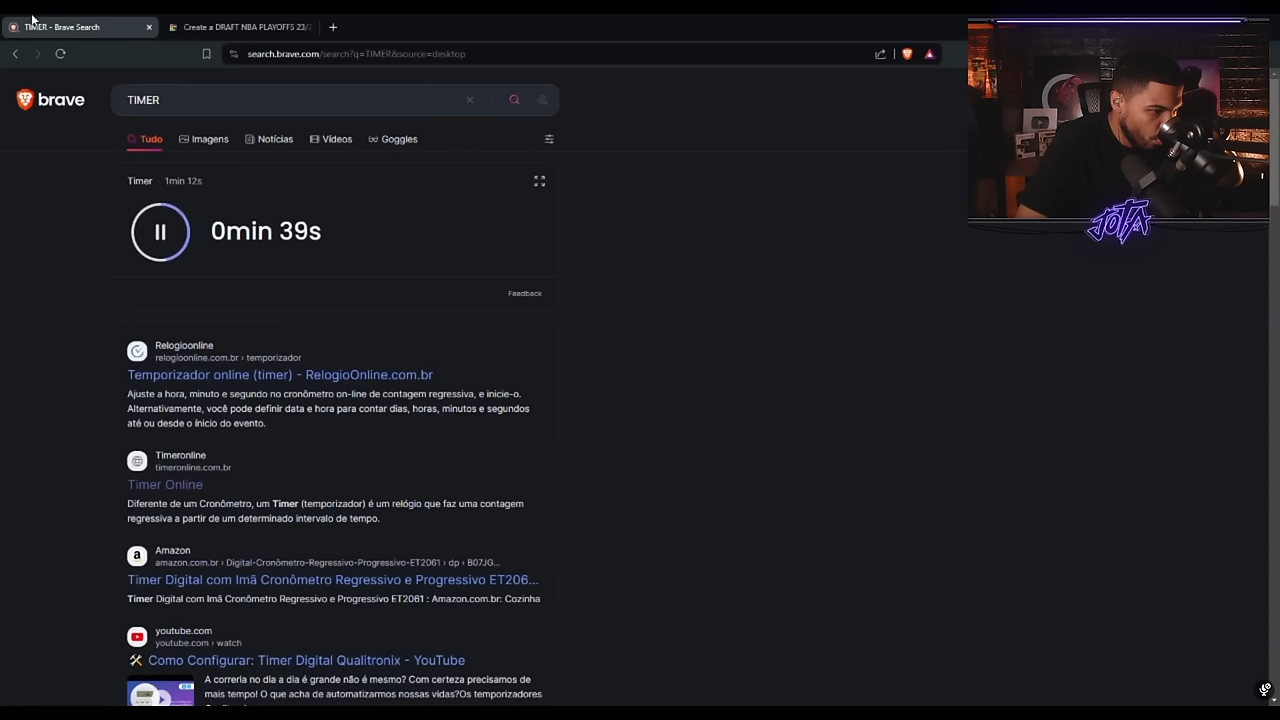 TIMER - Brave Search
Create a DRAFT NBA PLAYOFFS 23/2
search.brave.com/search?q=TIMER&source=desktop
brave
TIMER
Tudo
Imagens
Notícias
Vídeos
Goggles
Timer · 1min 12s
0min 39s
Feedback
Relogioonline
relogioonline.com.br › temporizador
Temporizador online (timer) - RelogioOnline.com.br
Ajuste a hora, minuto e segundo no cronômetro on-line de contagem regressiva, e inicie-o.
Alternativamente, você pode definir data e hora para contar dias, horas, minutos e segundos
até ou desde o início do evento.
Timeronline
timeronline.com.br
Timer Online
Diferente de um Cronômetro, um Timer (temporizador) é um relógio que faz uma contagem
regressiva a partir de um determinado intervalo de tempo.
Amazon
amazon.com.br › Digital-Cronômetro-Regressivo-Progressivo-ET2061 › dp › B07JG...
Timer Digital com Imã Cronômetro Regressivo e Progressivo ET206...
Timer Digital com Imã Cronômetro Regressivo e Progressivo ET2061 : Amazon.com.br: Cozinha
youtube.com
youtube.com › watch
Como Configurar: Timer Digital Qualitronix - YouTube
A correria no dia a dia é grande não é mesmo? Com certeza precisamos de
mais tempo! O que acha de automatizarmos nossas vidas?Os temporizadores
JOTA